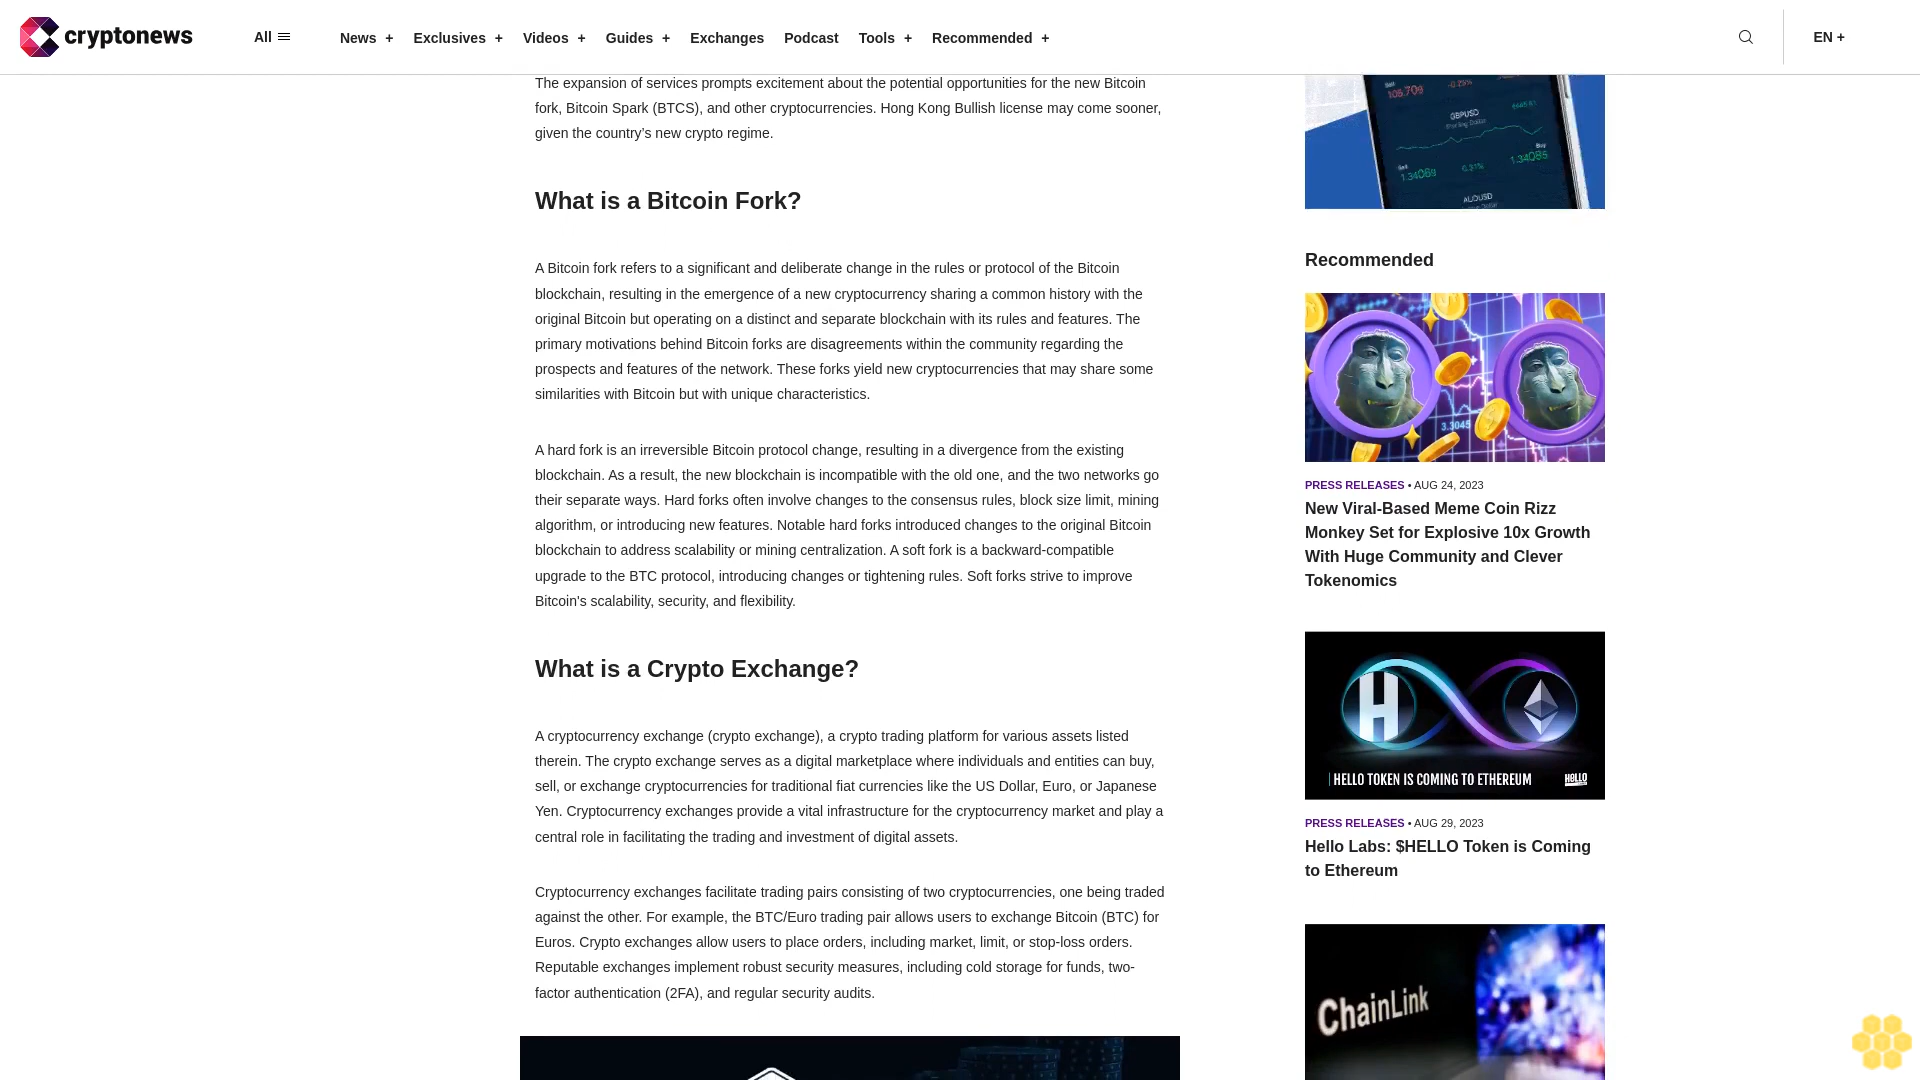 cryptonews
All
News +
Exclusives +
Videos +
Guides +
Exchanges
Podcast
Tools +
Recommended +
EN +
The expansion of services prompts excitement about the potential opportunities for the new Bitcoin
fork, Bitcoin Spark (BTCS), and other cryptocurrencies. Hong Kong Bullish license may come sooner,
given the country's new crypto regime.
What is a Bitcoin Fork?
A Bitcoin fork refers to a significant and deliberate change in the rules or protocol of the Bitcoin
blockchain, resulting in the emergence of a new cryptocurrency sharing a common history with the
original Bitcoin but operating on a distinct and separate blockchain with its rules and features. The
primary motivations behind Bitcoin forks are disagreements within the community regarding the
prospects and features of the network. These forks yield new cryptocurrencies that may share some
similarities with Bitcoin but with unique characteristics.
A hard fork is an irreversible Bitcoin protocol change, resulting in a divergence from the existing
blockchain. As a result, the new blockchain is incompatible with the old one, and the two networks go
their separate ways. Hard forks often involve changes to the consensus rules, block size limit, mining
algorithm, or introducing new features. Notable hard forks introduced changes to the original Bitcoin
blockchain to address scalability or mining centralization. A soft fork is a backward-compatible
upgrade to the BTC protocol, introducing changes or tightening rules. Soft forks strive to improve
Bitcoin's scalability, security, and flexibility.
What is a Crypto Exchange?
A cryptocurrency exchange (crypto exchange), a crypto trading platform for various assets listed
therein. The crypto exchange serves as a digital marketplace where individuals and entities can buy,
sell, or exchange cryptocurrencies for traditional fiat currencies like the US Dollar, Euro, or Japanese
Yen. Cryptocurrency exchanges provide a vital infrastructure for the cryptocurrency market and play a
central role in facilitating the trading and investment of digital assets.
Cryptocurrency exchanges facilitate trading pairs consisting of two cryptocurrencies, one being traded
against the other. For example, the BTC/Euro trading pair allows users to exchange Bitcoin (BTC) for
Euros. Crypto exchanges allow users to place orders, including market, limit, or stop-loss orders.
Reputable exchanges implement robust security measures, including cold storage for funds, two-
factor authentication (2FA), and regular security audits.
Sell
105.709
-0.25%
GBPUSD
Buy
Sell
1.34069
0.31%
1.34085
AUDUSD
Recommended
3.3045
PRESS RELEASES • AUG 24, 2023
New Viral-Based Meme Coin Rizz
Monkey Set for Explosive 10x Growth
With Huge Community and Clever
Tokenomics
H
HELLO TOKEN IS COMING TO ETHEREUM
HELLO
PRESS RELEASES • AUG 29, 2023
Hello Labs: $HELLO Token is Coming
to Ethereum
ChainLink